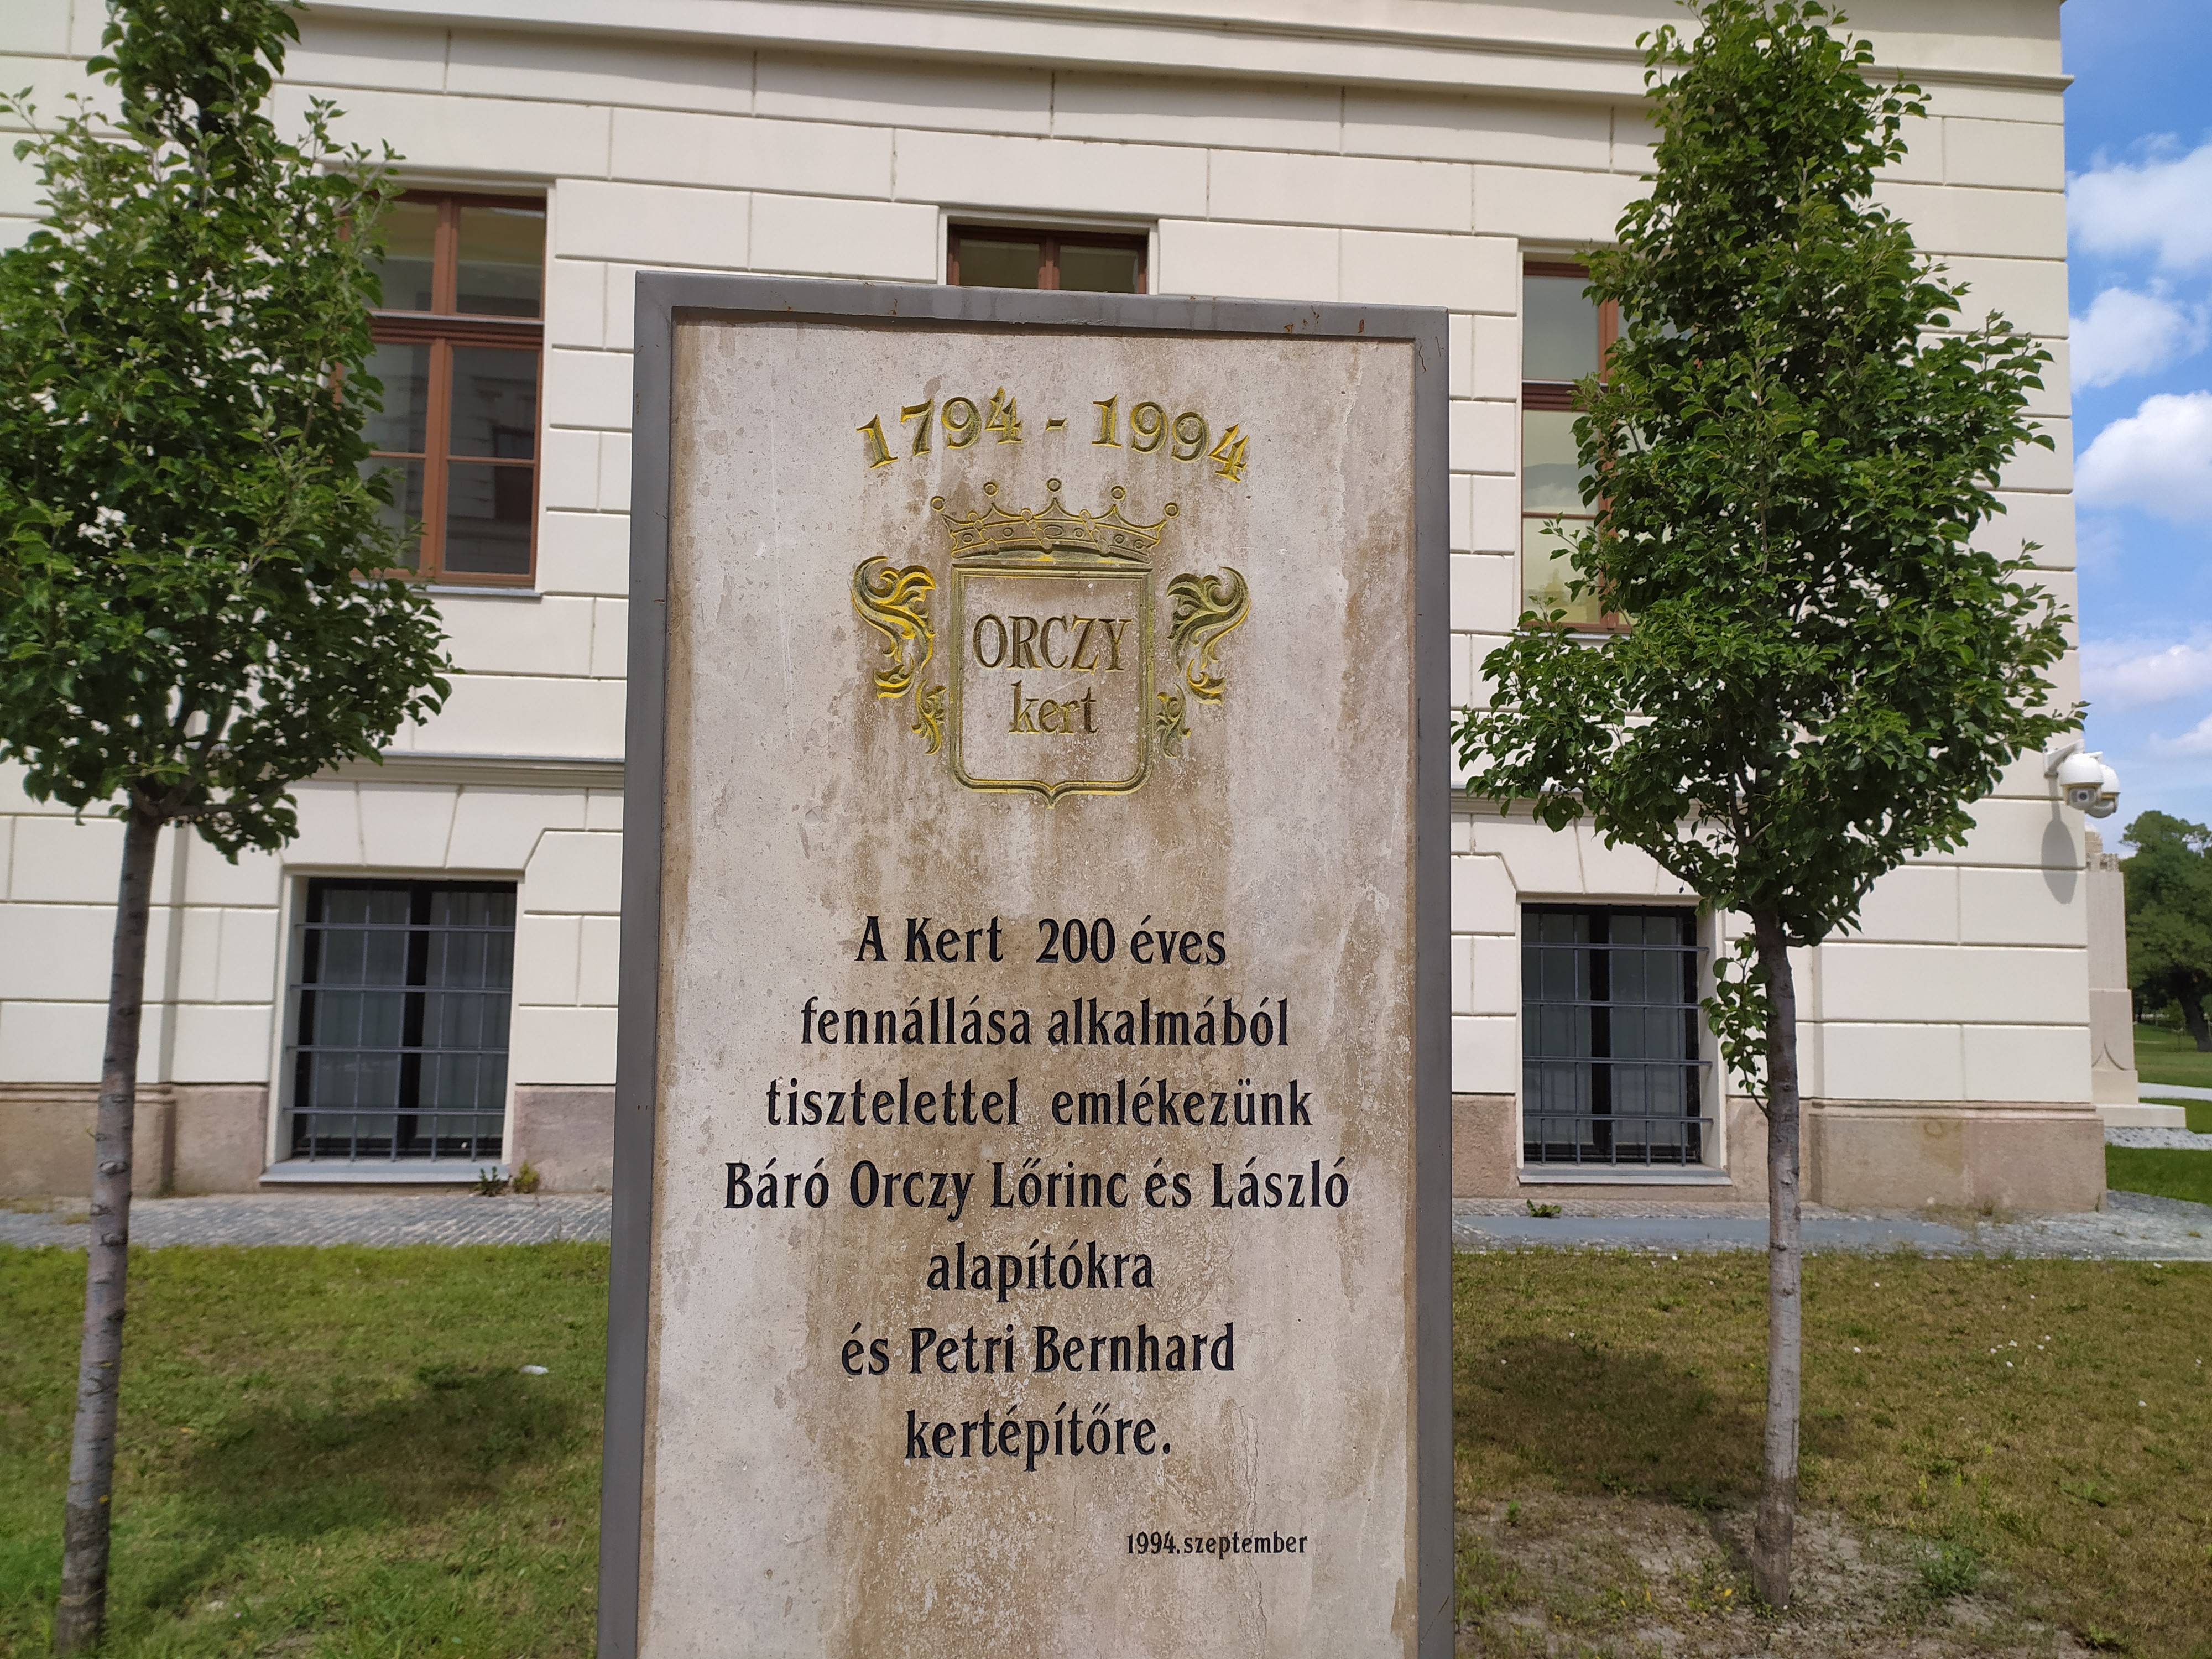 1794 - 1994
ORCZY
kert
A Kert 200 éves
fennállása alkalmából
tisztelettel emlékezünk
Báró Orczy Lőrinc és László
alapítókra
és Petri Bernhard
kertépítőre.
1994.szeptember